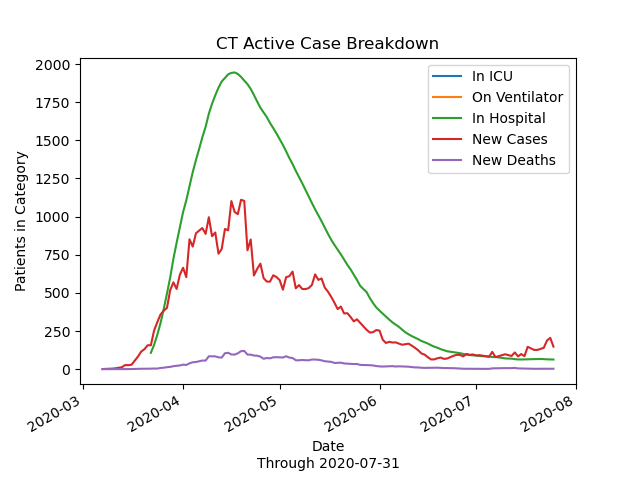 CT Active Case Breakdown
Patients in Category
2000
1750
1500
1250
1000
750
500
250
0
In ICU
On Ventilator
In Hospital
New Cases
New Deaths
2020-03
2020-04
2020-05
2020-06
2020-07
2020-08
Date
Through 2020-07-31